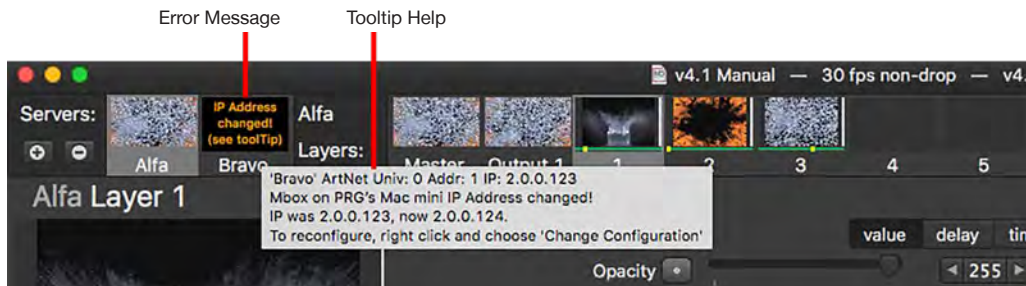 Error Message
Tooltip Help
v4.1 Manual — 30 fps non-drop — v4.
Servers:
IP Address
changed!
(see toolTip)
Alfa
Bravo
Alfa
Layers:
Master
Output 1
1
2
3
4
5
'Bravo' ArtNet Univ: 0 Addr: 1 IP: 2.0.0.123
Mbox on PRG's Mac mini IP Address changed!
IP was 2.0.0.123, now 2.0.0.124.
To reconfigure, right click and choose 'Change Configuration'
Alfa Layer 1
value
delay
tim
Opacity
255